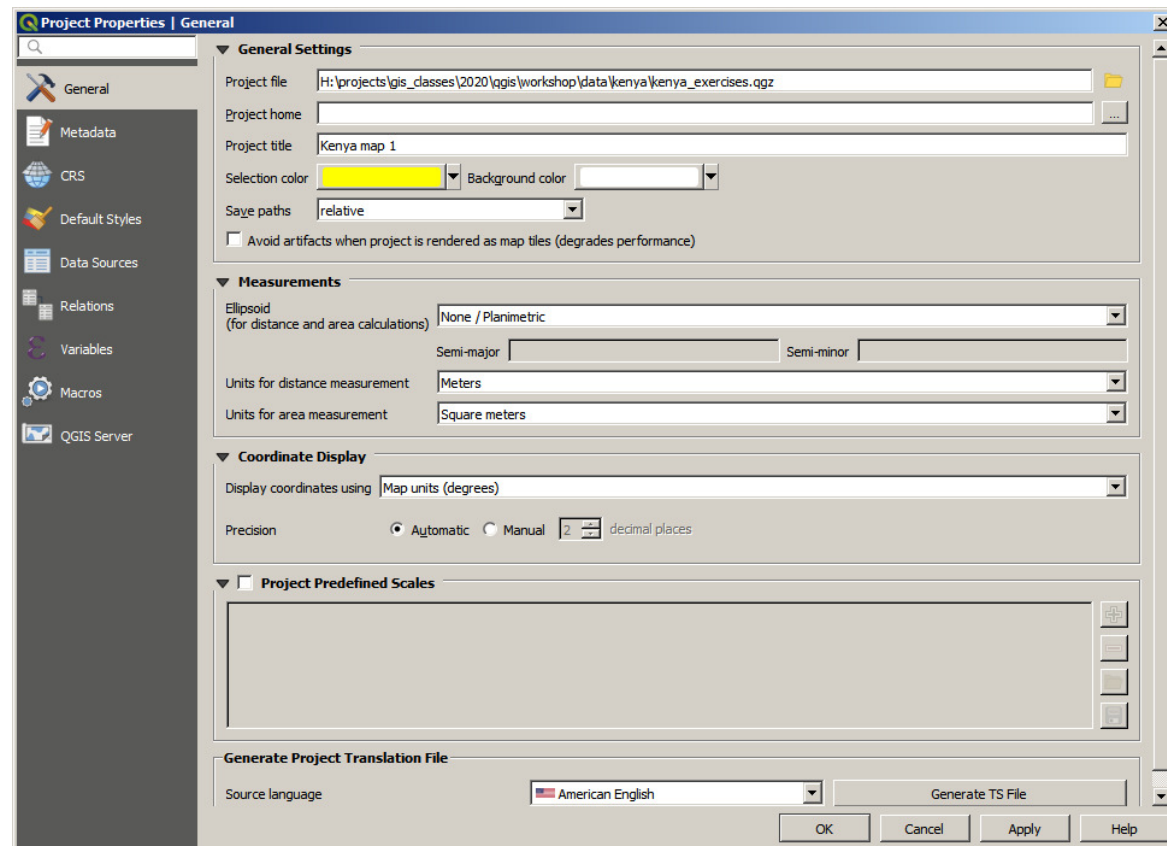 Project Properties | General
General
Metadata
CRS
Default Styles
Data Sources
Relations
Variables
Macros
QGIS Server
General Settings
Project file H:\projects\gis_classes\2020\qgis\workshop\data\kenya\kenya_exercises.qgz
Project home ...
Project title Kenya map 1
Selection color Background color
Save paths relative
Avoid artifacts when project is rendered as map tiles (degrades performance)
Measurements
Ellipsoid
(for distance and area calculations) None / Planimetric
Semi-major Semi-minor
Units for distance measurement Meters
Units for area measurement Square meters
Coordinate Display
Display coordinates using Map units (degrees)
Precision Automatic Manual 2 decimal places
Project Predefined Scales
Generate Project Translation File
Source language American English Generate TS File
OK Cancel Apply Help